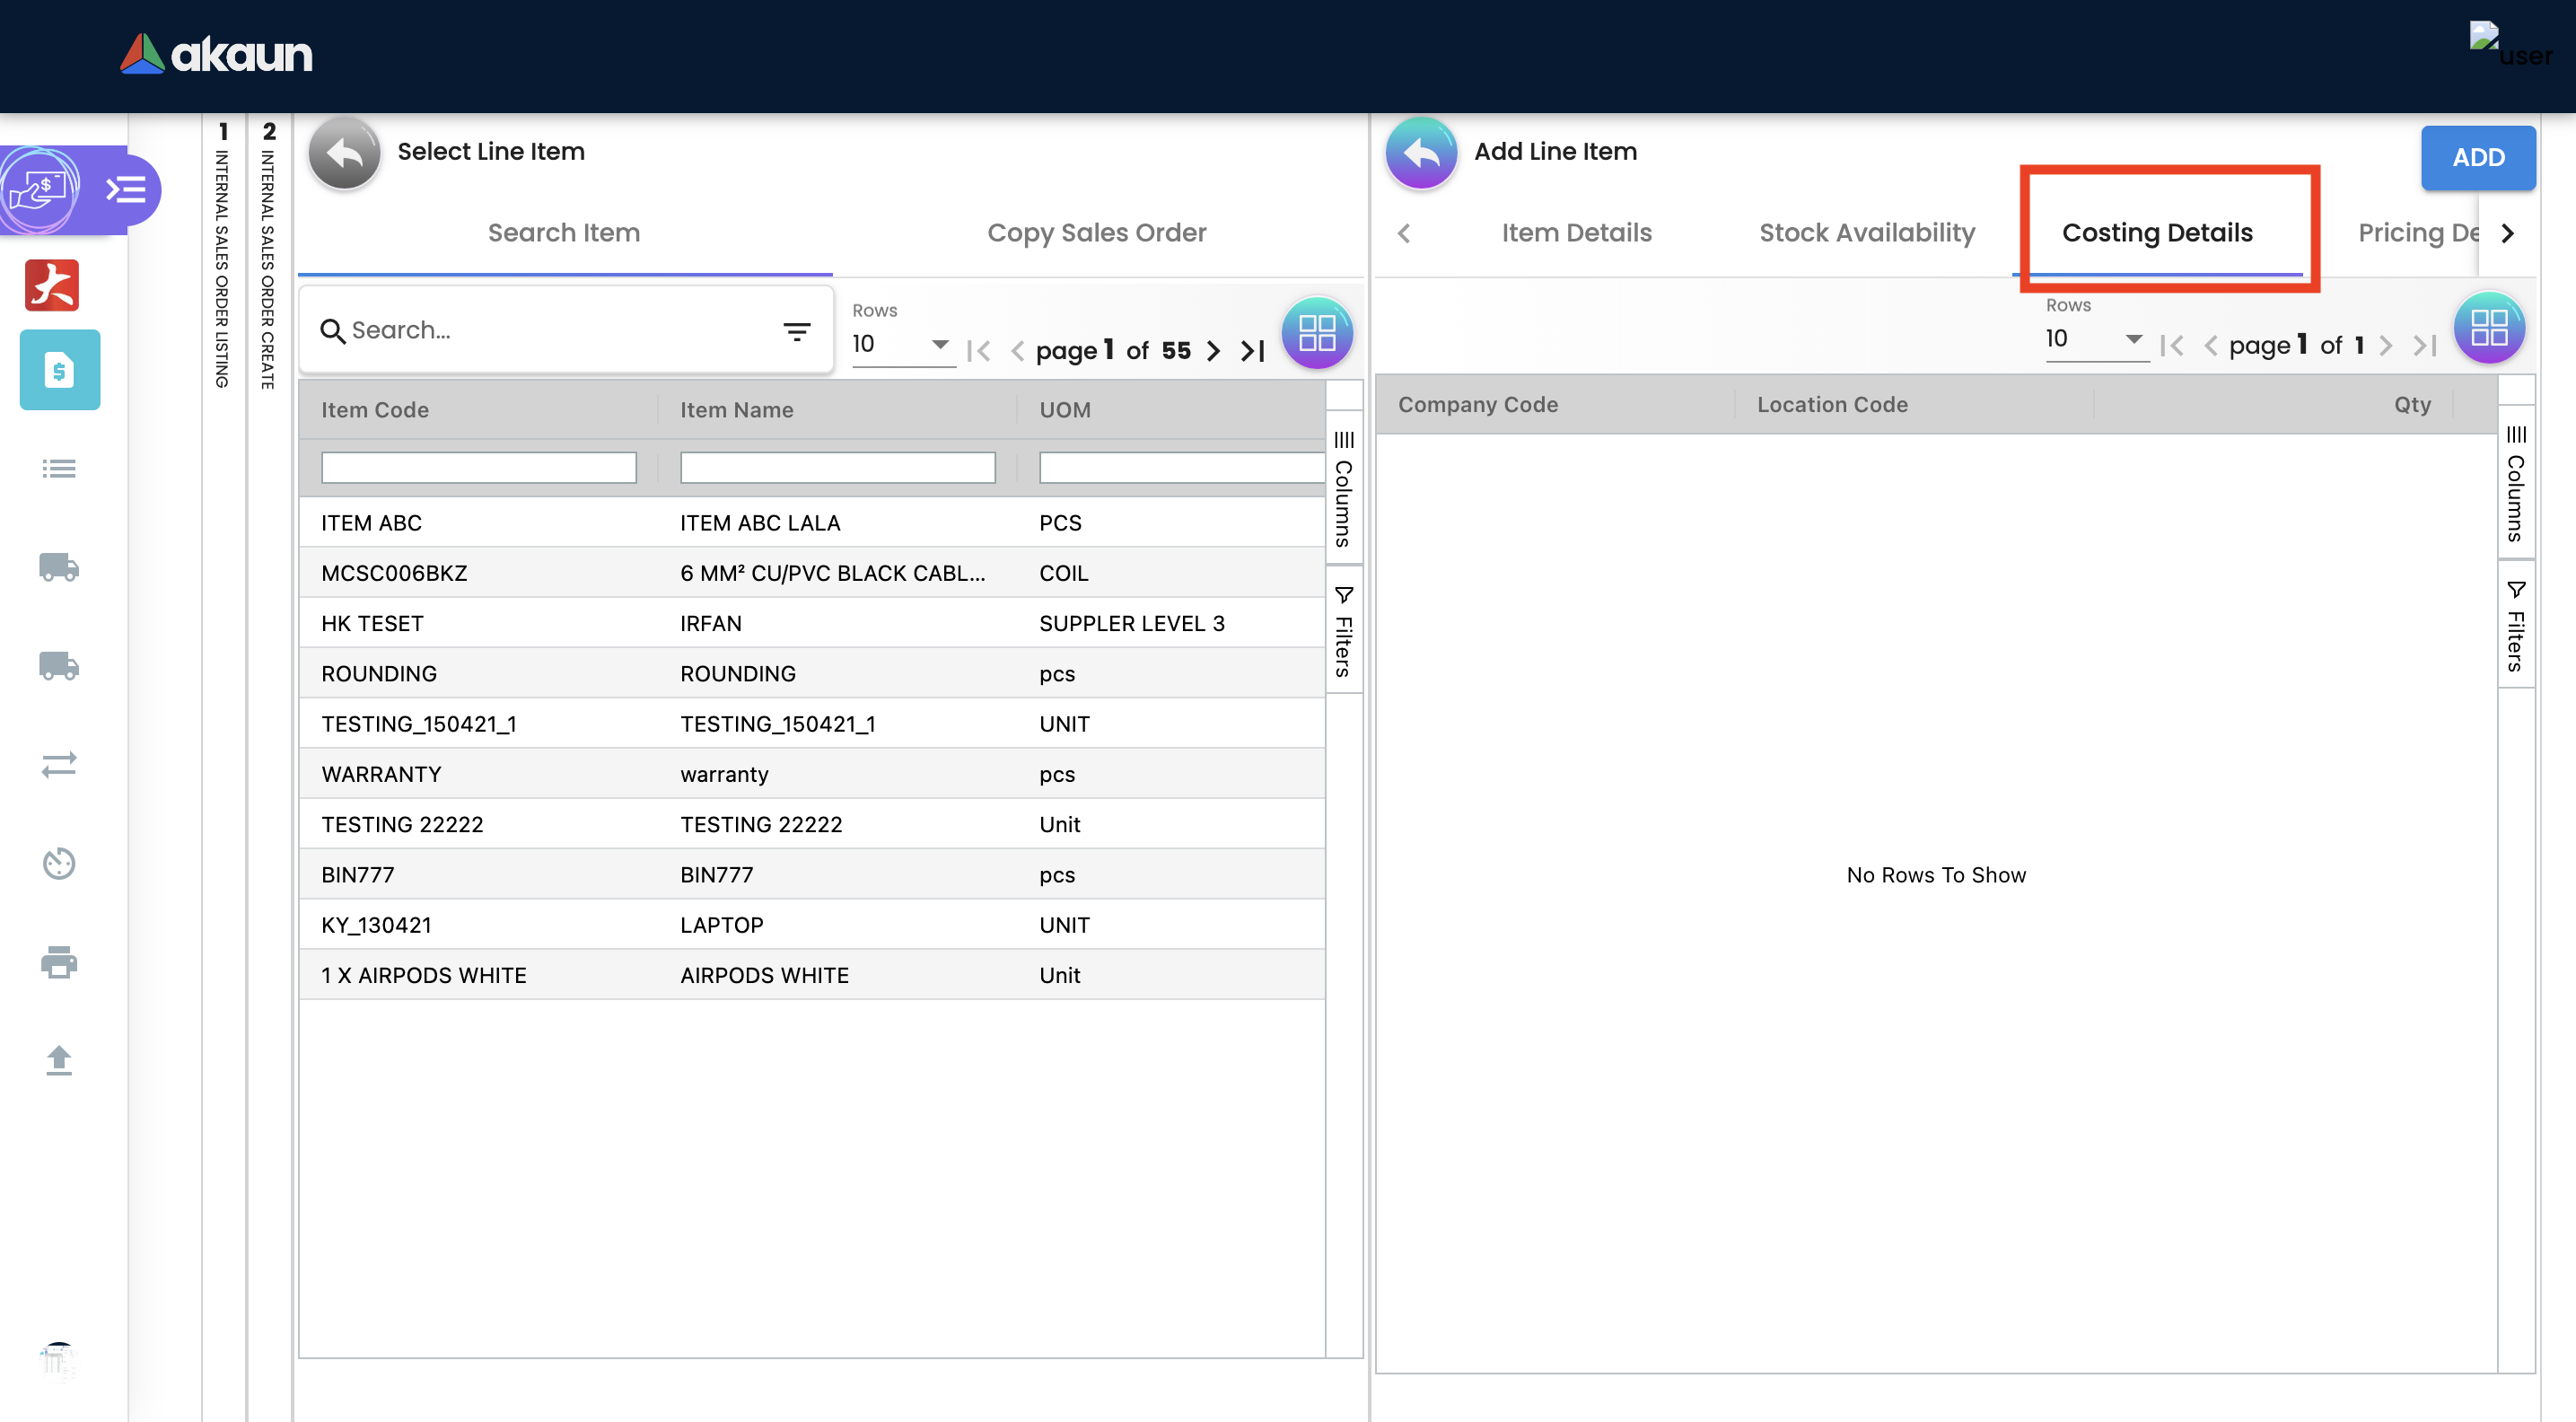 akaun
user
1 INTERNAL SALES ORDER LISTING
2 INTERNAL SALES ORDER CREATE
Select Line Item
Search Item
Copy Sales Order
Search...
Rows
10
page 1 of 55
Item Code
Item Name
UOM
ITEM ABC
ITEM ABC LALA
PCS
MCSC006BKZ
6 MM² CU/PVC BLACK CABL...
COIL
HK TESET
IRFAN
SUPPLER LEVEL 3
ROUNDING
ROUNDING
pcs
TESTING_150421_1
TESTING_150421_1
UNIT
WARRANTY
warranty
pcs
TESTING 22222
TESTING 22222
Unit
BIN777
BIN777
pcs
KY_130421
LAPTOP
UNIT
1 X AIRPODS WHITE
AIRPODS WHITE
Unit
Columns
Filters
Add Line Item
ADD
Item Details
Stock Availability
Costing Details
Pricing De
Rows
10
page 1 of 1
Company Code
Location Code
Qty
No Rows To Show
Columns
Filters